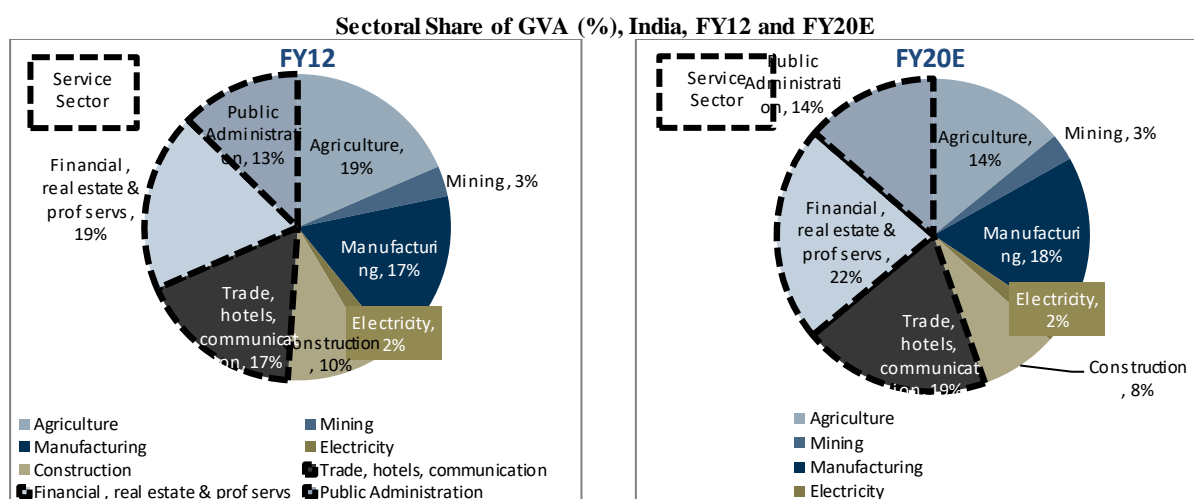 Sectoral Share of GVA (%), India, FY12 and FY20E
FY12
Service
Sector
Public
Administrati
on, 13%
Agriculture,
19%
Mining, 3%
Financial,
real estate &
prof servs,
19%
Manufacturi
ng, 17%
Electricity,
2%
Trade,
hotels,
communicat
ion, 17%
Construction
, 10%
Agriculture
Mining
Manufacturing
Electricity
Construction
Trade, hotels, communication
Financial, real estate & prof servs
Public Administration
FY20E
Service
Sector
Public
Administrati
on, 14%
Agriculture,
14%
Mining, 3%
Financial,
real estate &
prof servs,
22%
Manufacturi
ng, 18%
Electricity,
2%
Trade,
hotels,
communicat
ion, 19%
Construction
, 8%
Agriculture
Mining
Manufacturing
Electricity